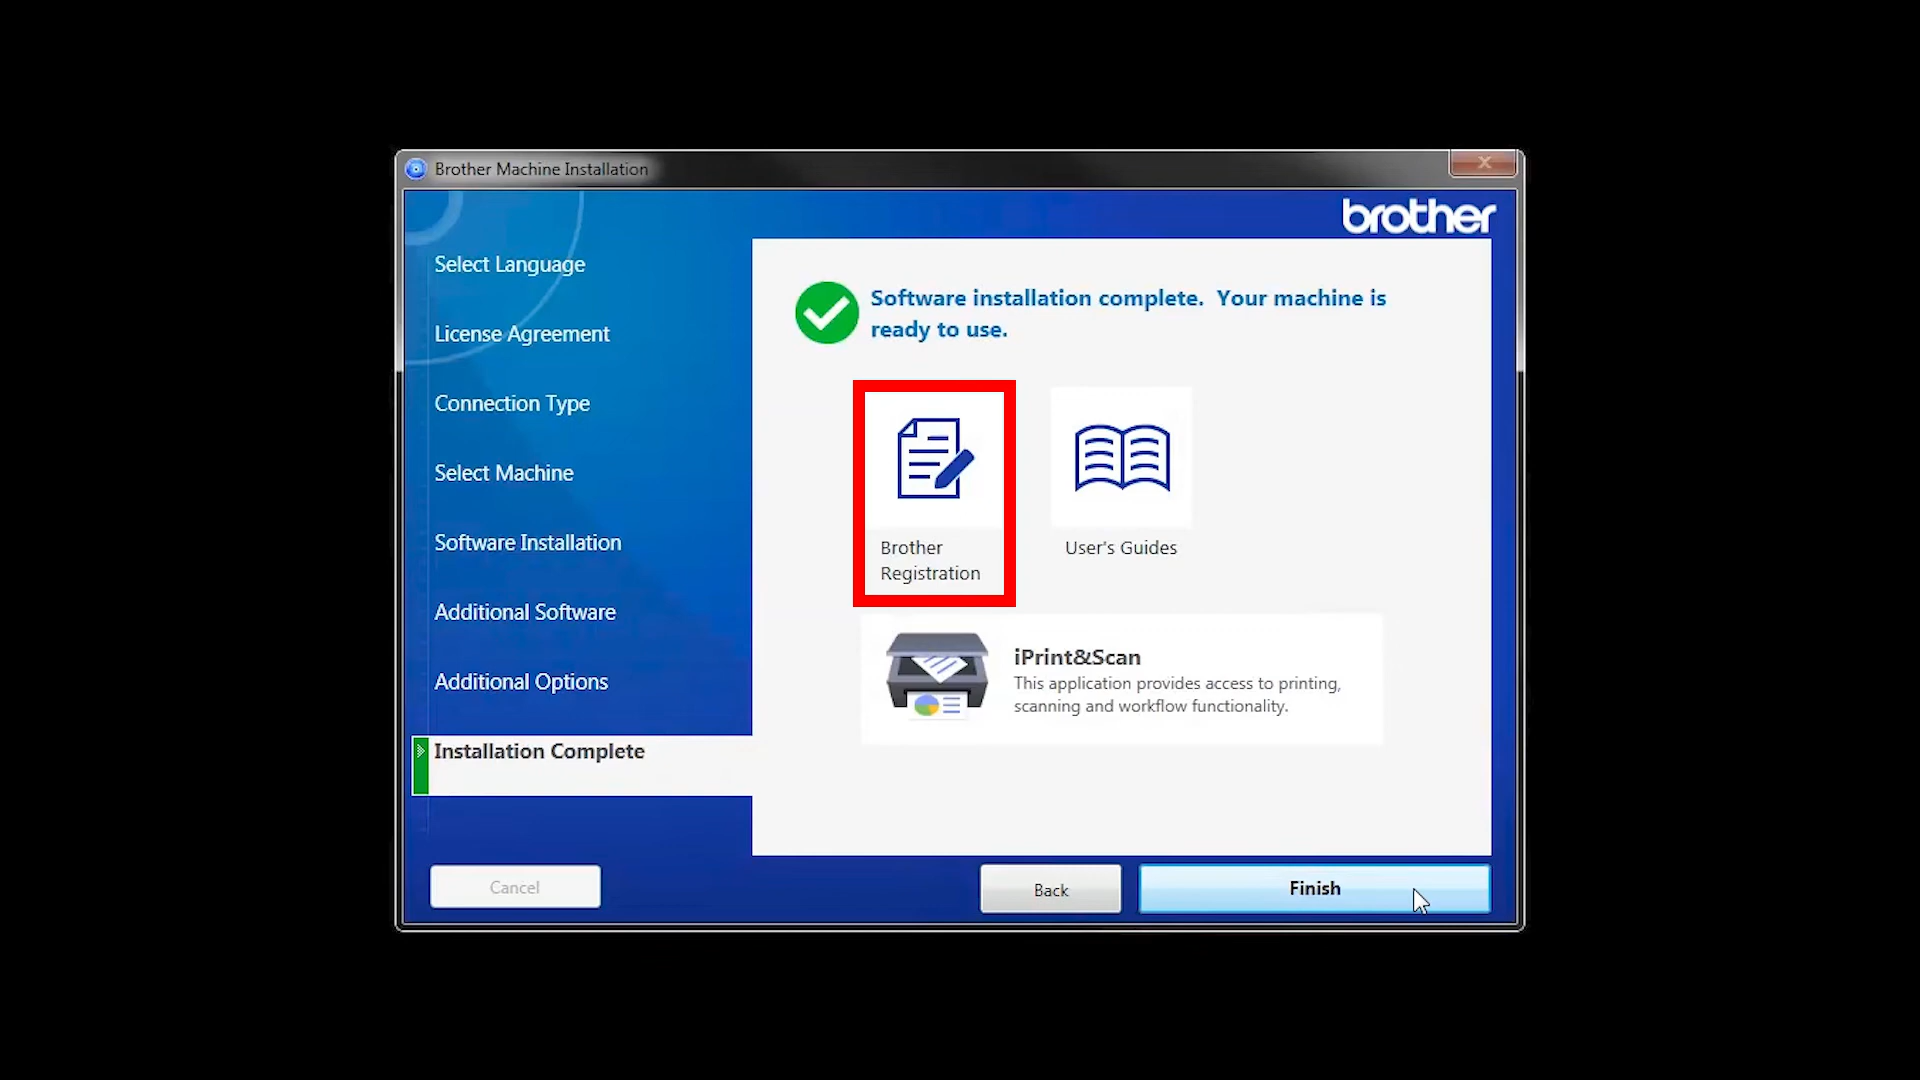 Brother Machine Installation
brother
Select Language
License Agreement
Connection Type
Select Machine
Software Installation
Additional Software
Additional Options
Installation Complete
Software installation complete. Your machine is
ready to use.
Brother
Registration
User's Guides
iPrint&Scan
This application provides access to printing,
scanning and workflow functionality.
Cancel
Back
Finish